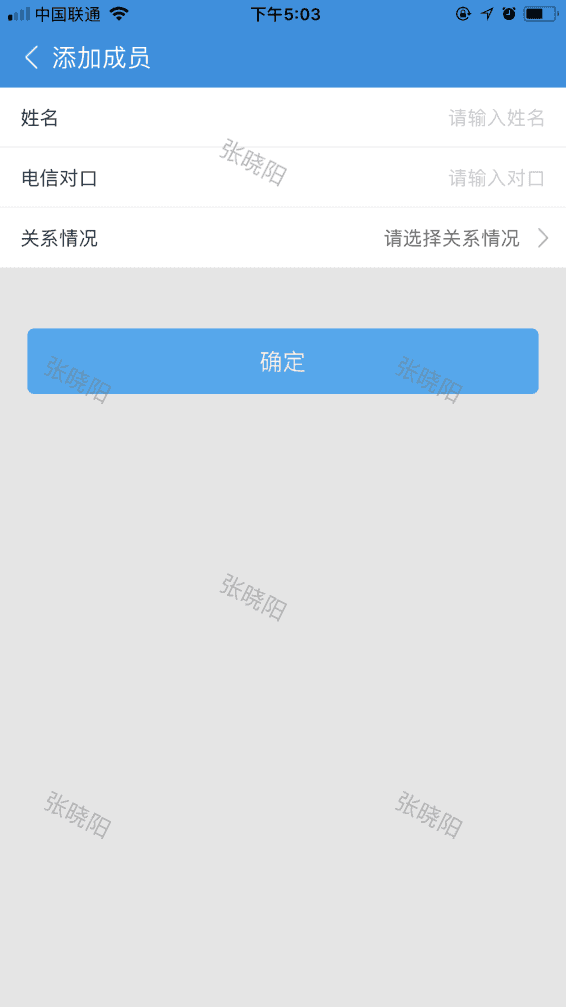 中国联通 下午5:03
添加成员
姓名 请输入姓名
张晓阳
电信对口 请输入对口
关系情况 请选择关系情况
确定
张晓阳 张晓阳
张晓阳
张晓阳 张晓阳